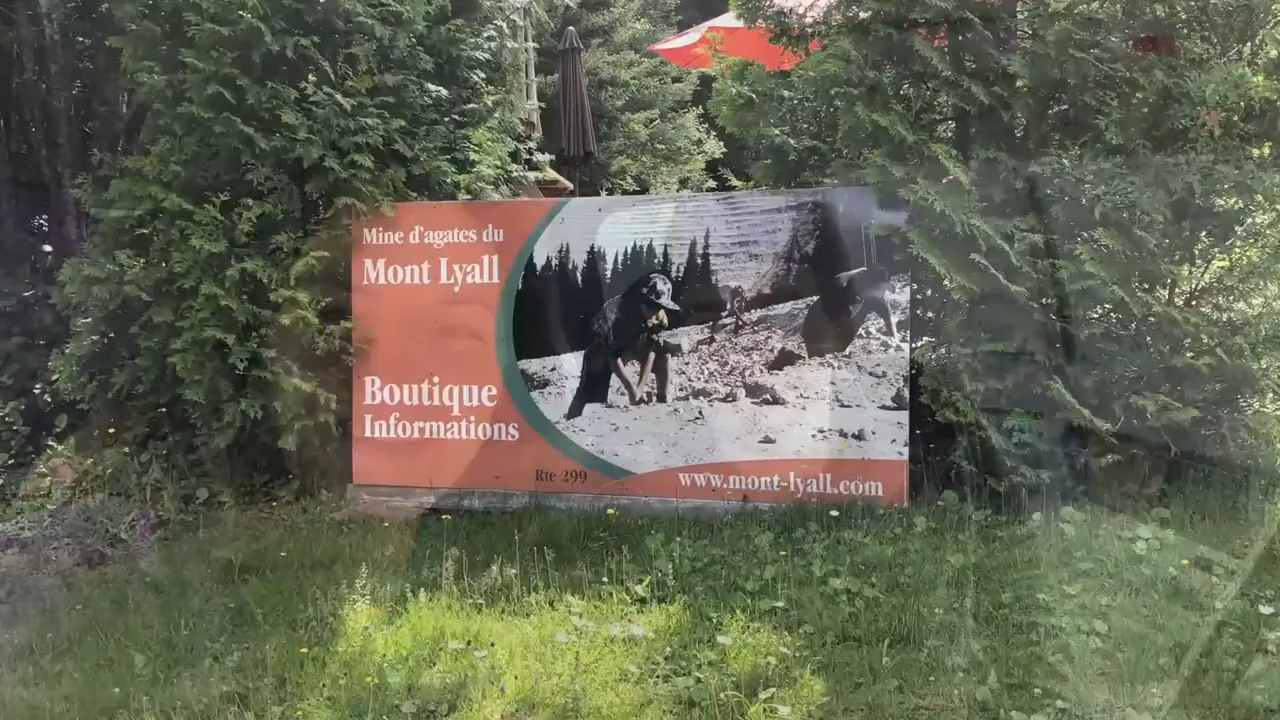 Mine d'agates du
Mont Lyall
Boutique
Informations
Rte 299
www.mont-lyall.com